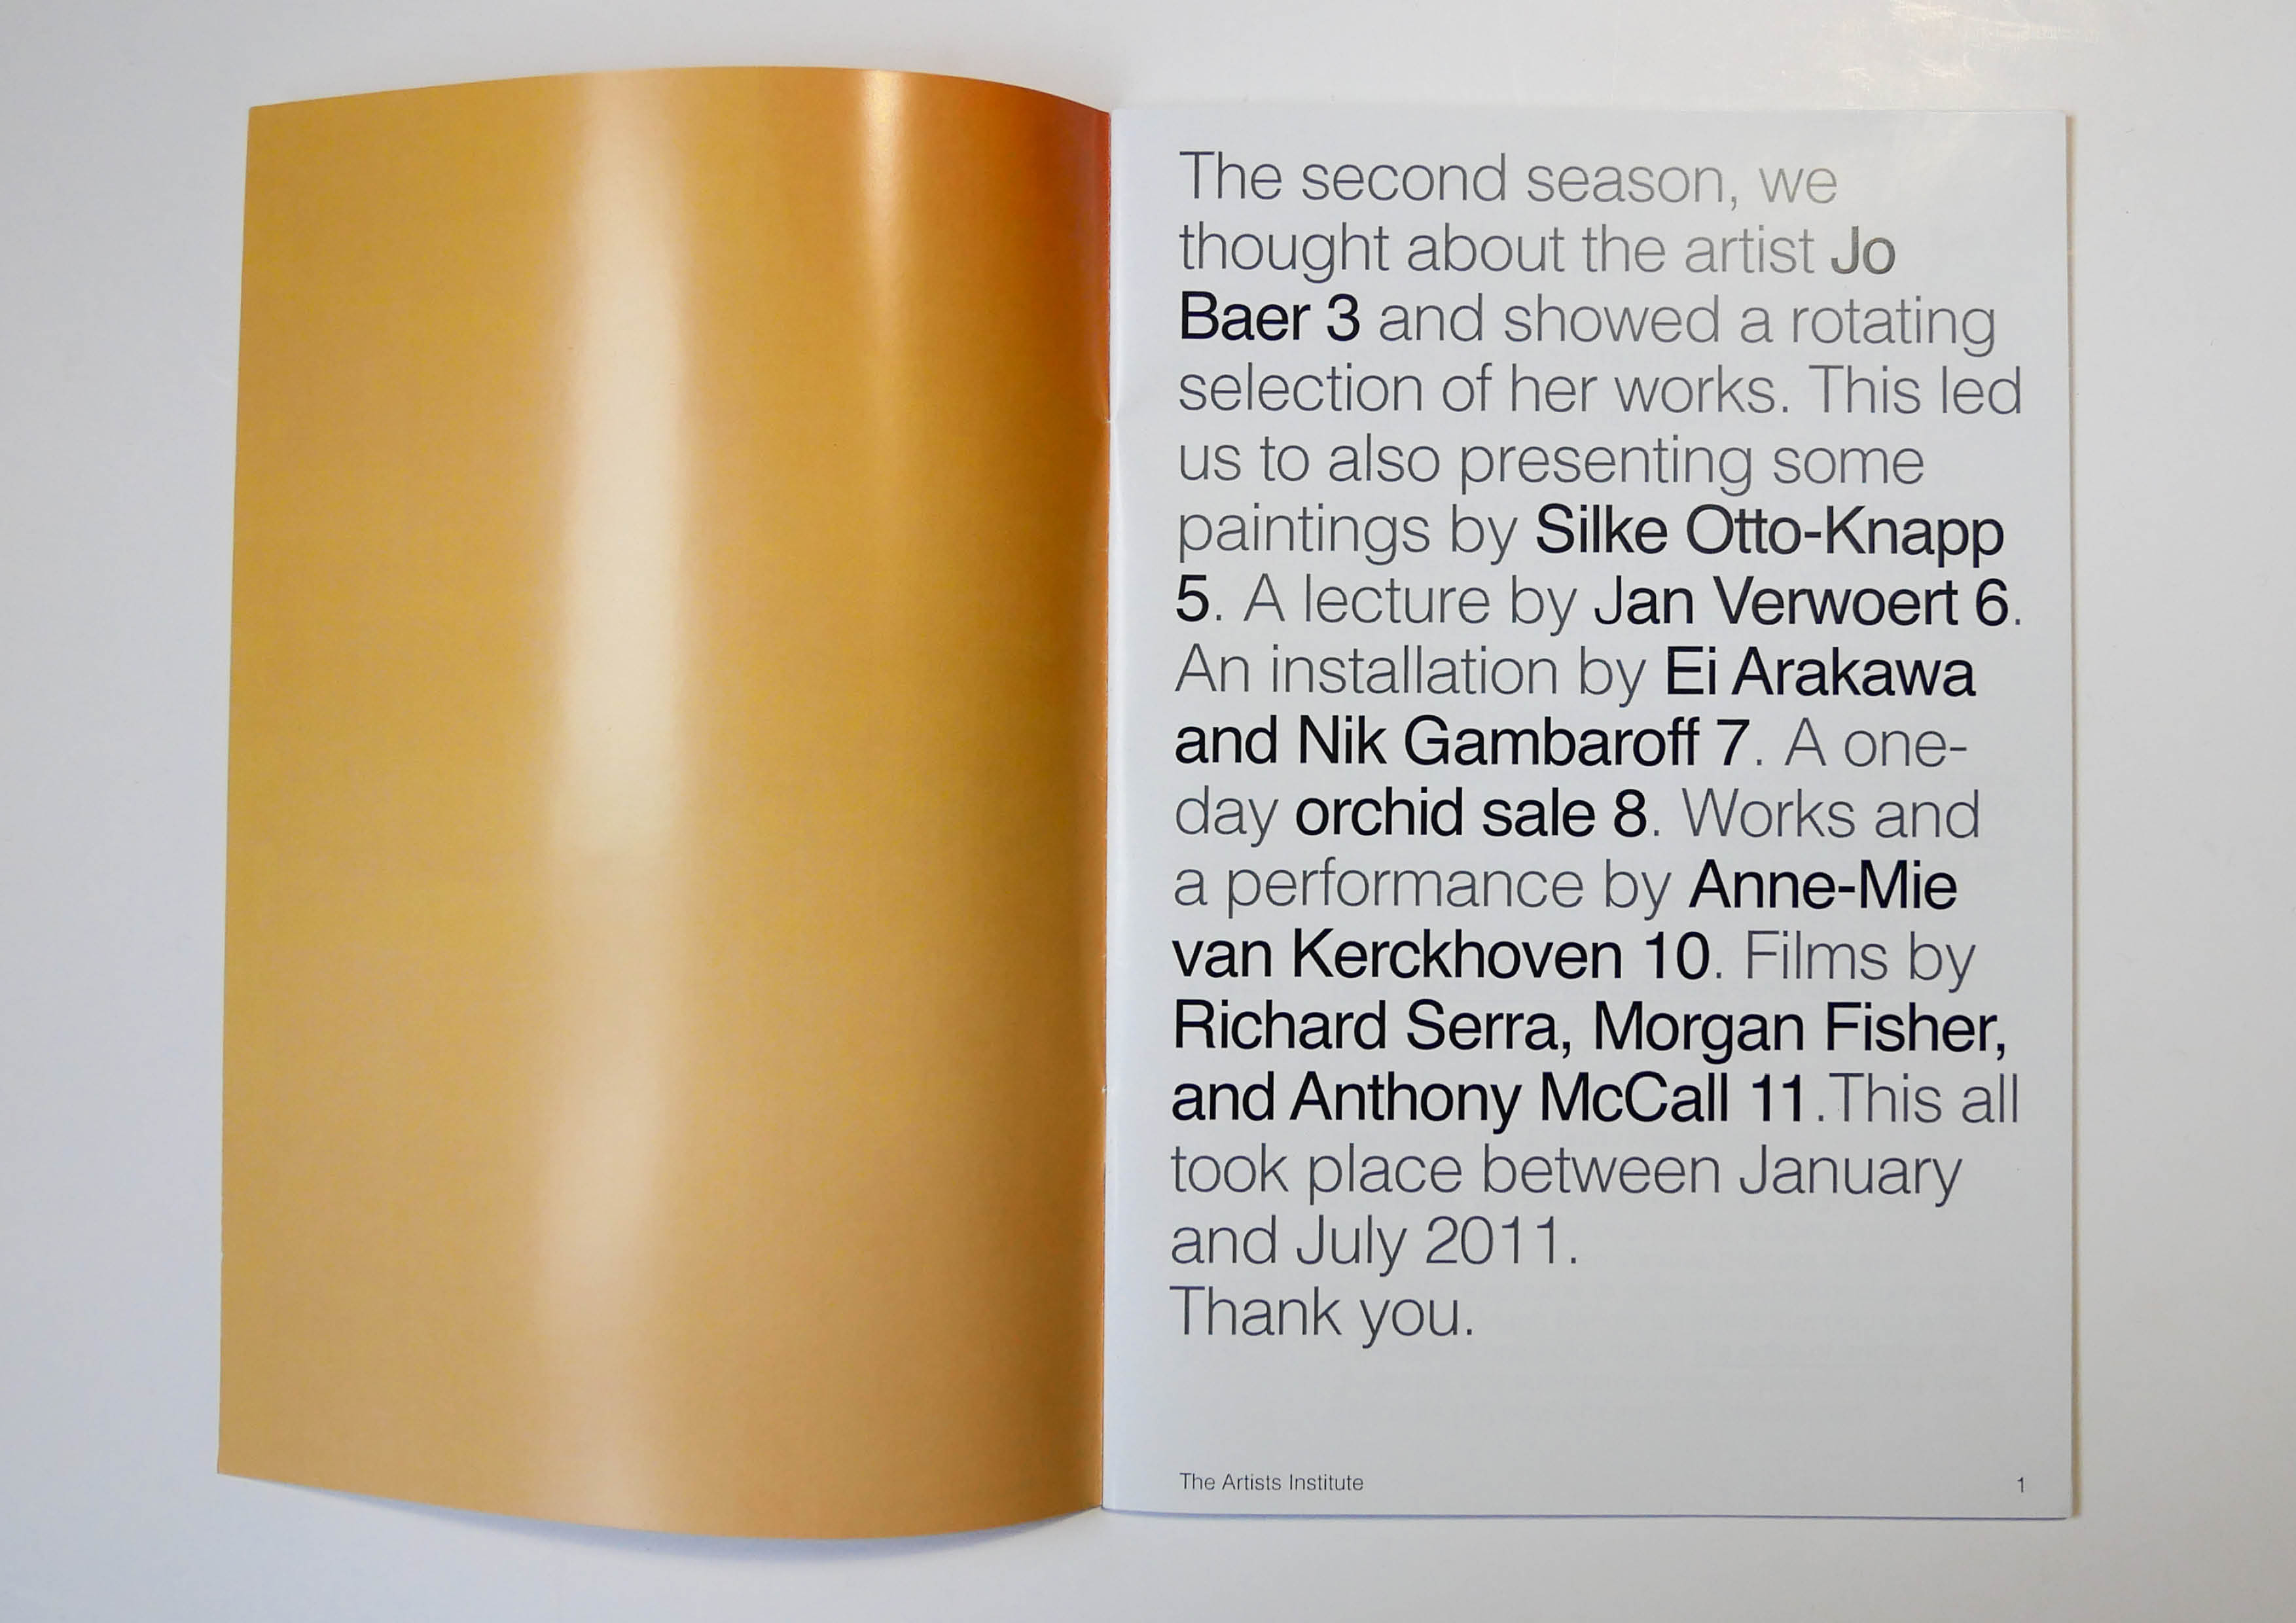 The second season, we
thought about the artist Jo
Baer 3 and showed a rotating
selection of her works. This led
us to also presenting some
paintings by Silke Otto-Knapp
5. A lecture by Jan Verwoert 6.
An installation by Ei Arakawa
and Nik Gambaroff 7. A one-
day orchid sale 8. Works and
a performance by Anne-Mie
van Kerckhoven 10. Films by
Richard Serra, Morgan Fisher,
and Anthony McCall 11.This all
took place between January
and July 2011.
Thank you.
The Artists Institute
1